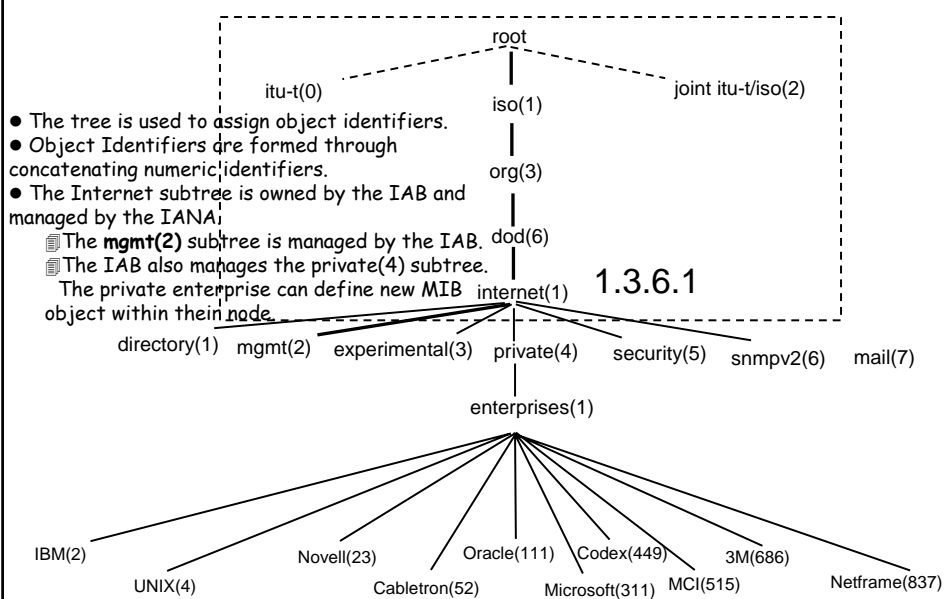 root
itu-t(0)
joint itu-t/iso(2)
iso(1)
● The tree is used to assign object identifiers.
● Object Identifiers are formed through
concatenating numeric identifiers.
org(3)
● The Internet subtree is owned by the IAB and
managed by the IANA.
The mgmt(2) subtree is managed by the IAB.
dod(6)
The IAB also manages the private(4) subtree.
The private enterprise can define new MIB
object within thein node.
internet(1)
1.3.6.1
directory(1) mgmt(2) experimental(3) private(4) security(5) snmpv2(6) mail(7)
enterprises(1)
IBM(2) Novell(23) Oracle(111) Codex(449) 3M(686)
UNIX(4) Cabletron(52) Microsoft(311) MCI(515) Netframe(837)